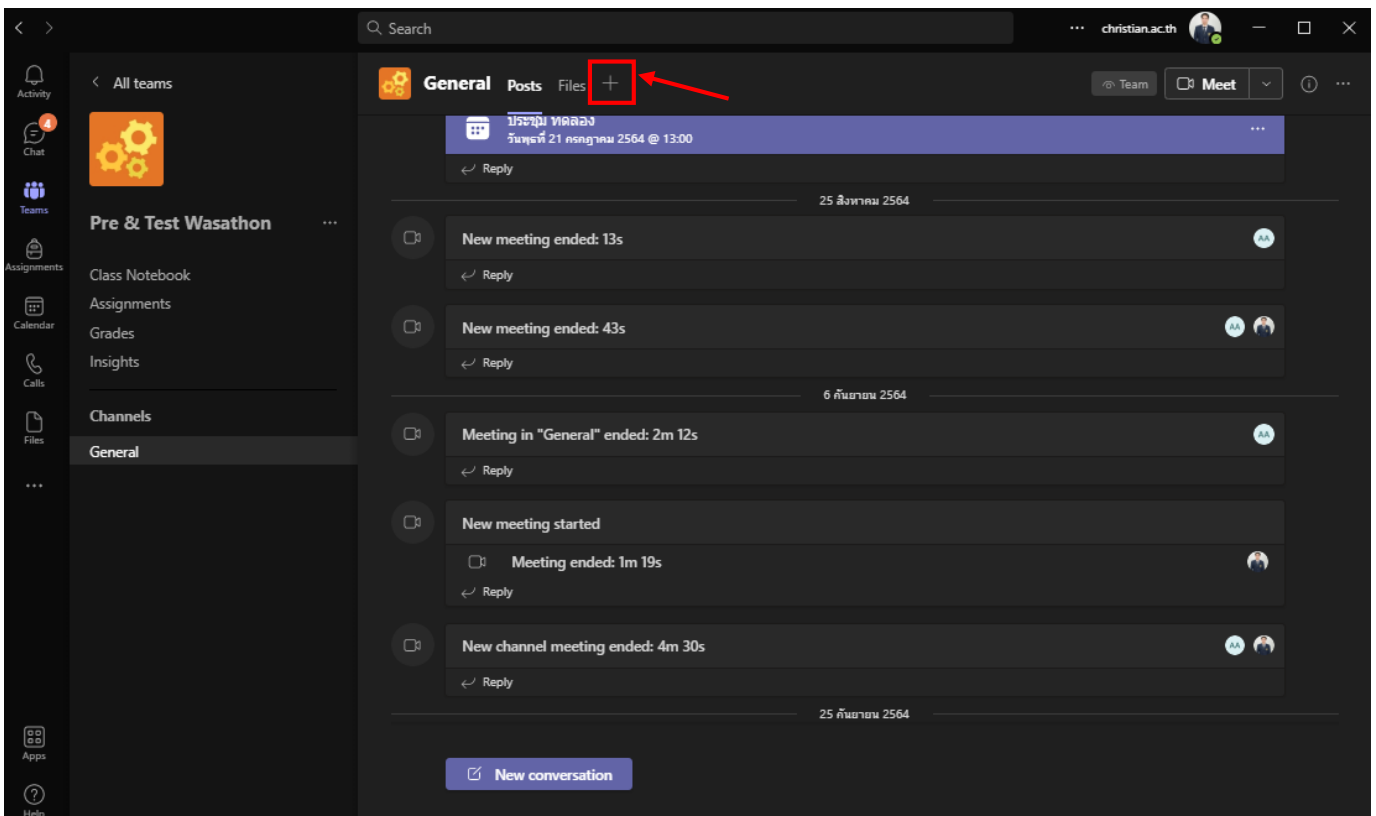 Search
christian.ac.th
Activity
4
Chat
Teams
Assignments
Calendar
Calls
Files
Apps
Help
All teams
Pre & Test Wasathon
Class Notebook
Assignments
Grades
Insights
Channels
General
General Posts Files
Team
Meet
ประชุม ทดลอง
วันพุธที่ 21 กรกฎาคม 2564 @ 13:00
Reply
25 สิงหาคม 2564
New meeting ended: 13s
AA
Reply
New meeting ended: 43s
AA
Reply
6 กันยายน 2564
Meeting in "General" ended: 2m 12s
AA
Reply
New meeting started
Meeting ended: 1m 19s
Reply
New channel meeting ended: 4m 30s
AA
Reply
25 กันยายน 2564
New conversation